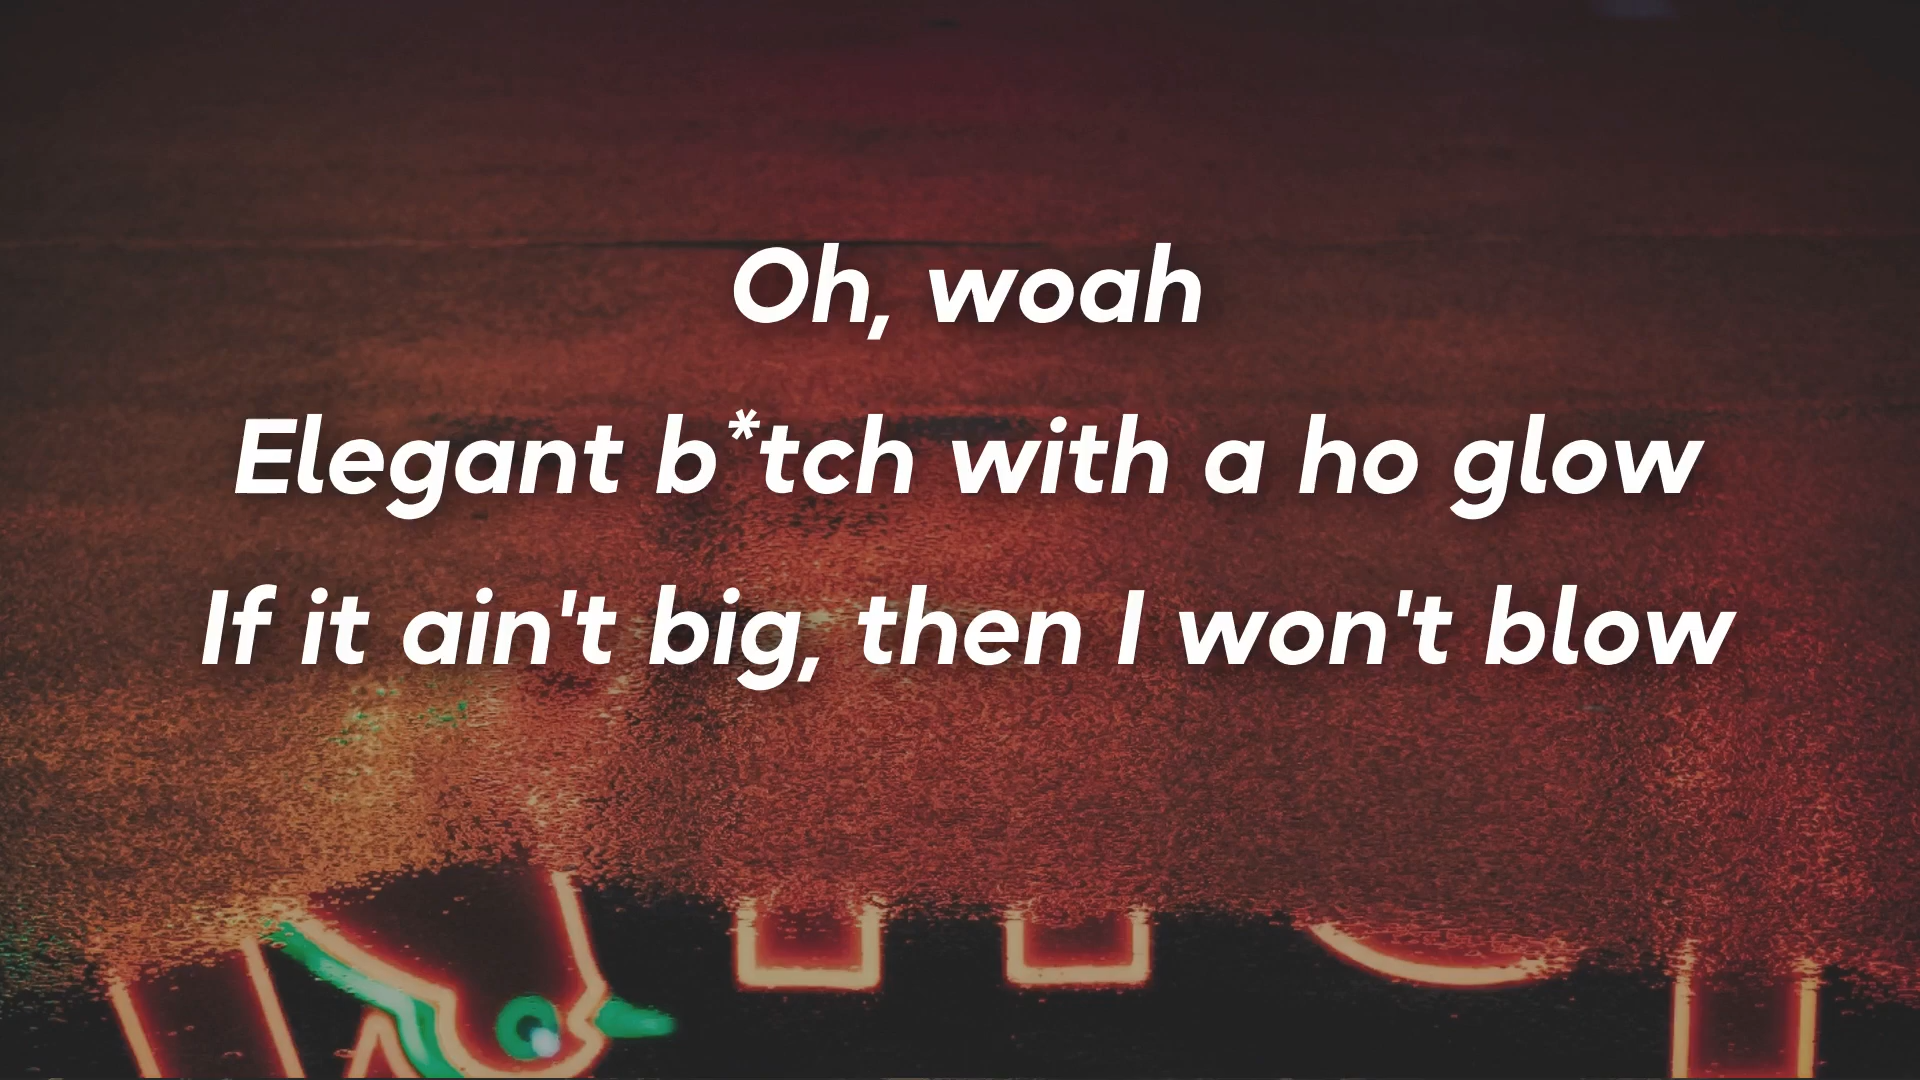 Oh, woah
Elegant b*tch with a ho glow
If it ain't big, then I won't blow